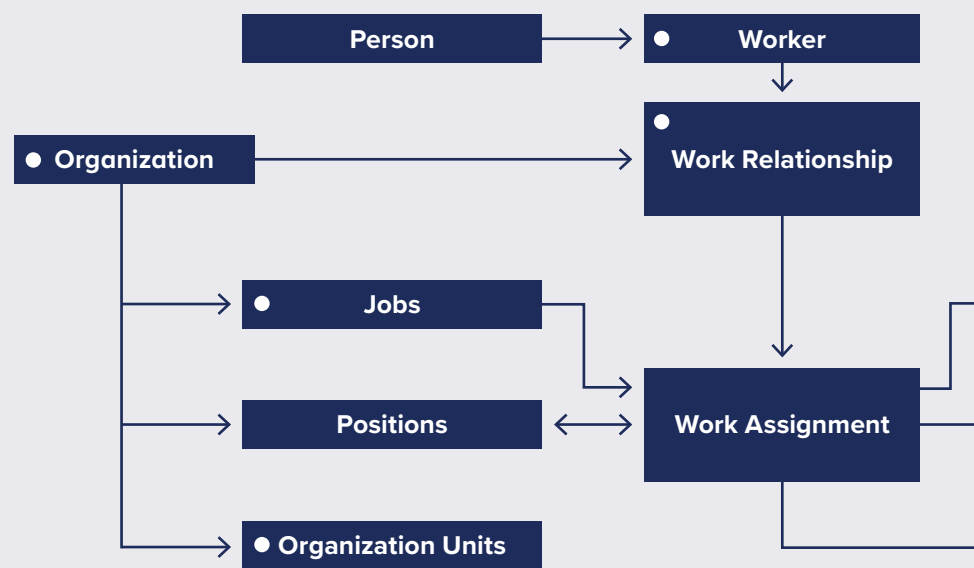 Person
Worker
Organization
Work Relationship
Jobs
Positions
Work Assignment
Organization Units